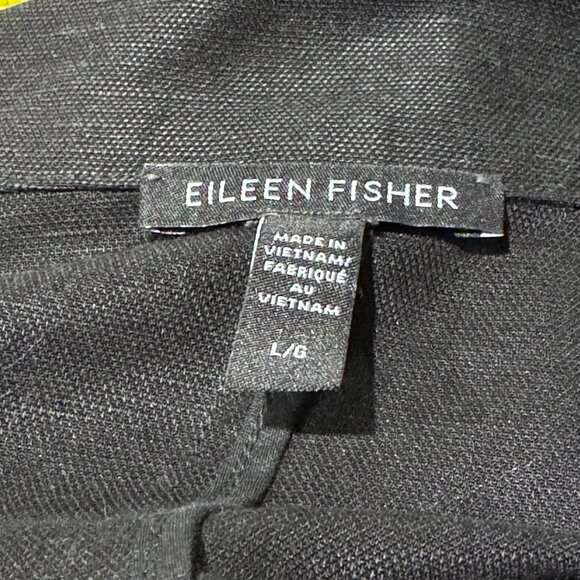 EILEEN FISHER
MADE IN
VIETNAM/
FABRIQUÉ
AU
VIETNAM
L/G